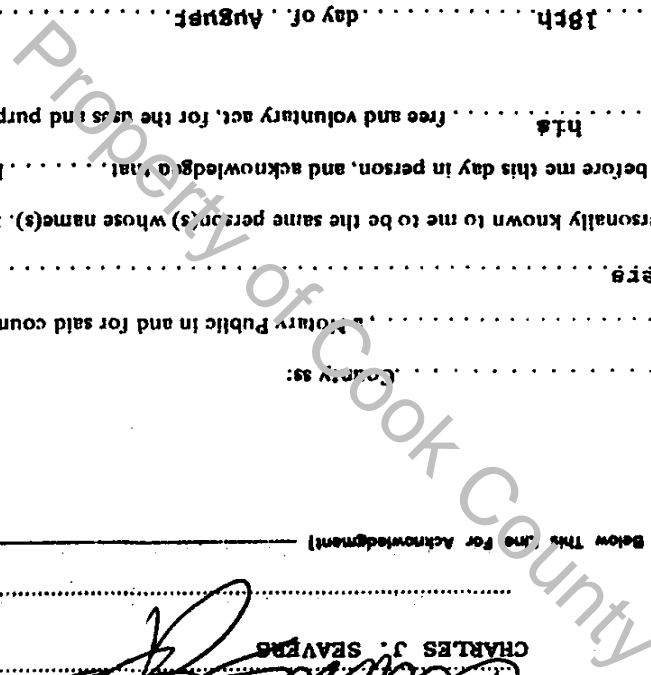 CHARLES J. SEAVERS
Below This Line For Acknowledgment]
County ss:
, a Notary Public in and for said coun
ers
ersonally known to me to be the same person(s) whose name(s)
before me this day in person, and acknowledged that
his free and voluntary act, for the uses and purp
18th day of August
Property of Cook County